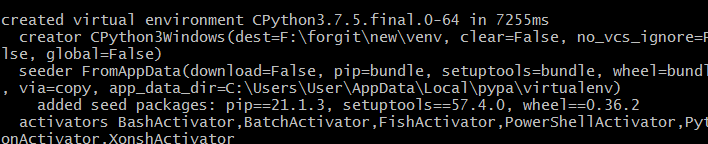 created virtual environment CPython3.7.5.final.0-64 in 7255ms
  creator CPython3Windows(dest=F:\forgit\new\venv, clear=False, no_vcs_ignore=F
lse, global=False)
  seeder FromAppData(download=False, pip=bundle, setuptools=bundle, wheel=bundl
, via=copy, app_data_dir=C:\Users\User\AppData\Local\pypa\virtualenv)
    added seed packages: pip==21.1.3, setuptools==57.4.0, wheel==0.36.2
  activators BashActivator,BatchActivator,FishActivator,PowerShellActivator,Pyt
onActivator,XonshActivator